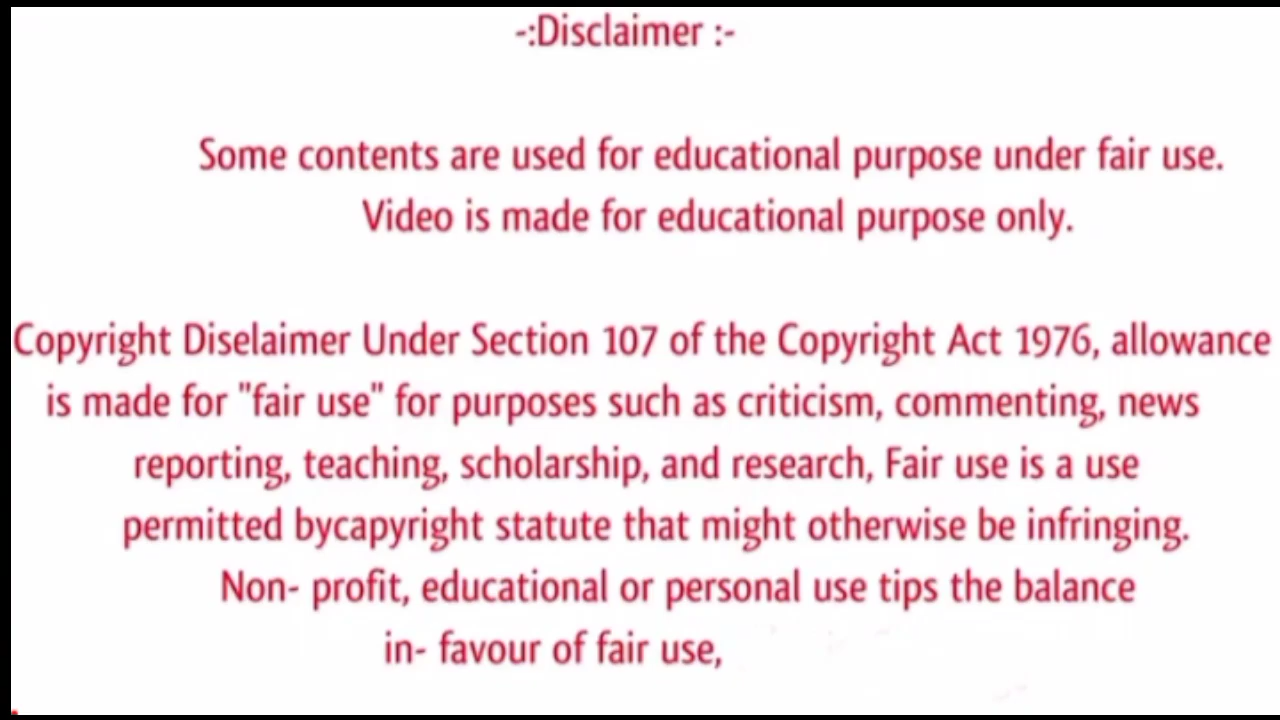 -:Disclaimer :-
Some contents are used for educational purpose under fair use.
Video is made for educational purpose only.
Copyright Diselaimer Under Section 107 of the Copyright Act 1976, allowance
is made for "fair use" for purposes such as criticism, commenting, news
reporting, teaching, scholarship, and research, Fair use is a use
permitted bycapyright statute that might otherwise be infringing.
Non- profit, educational or personal use tips the balance
in- favour of fair use,